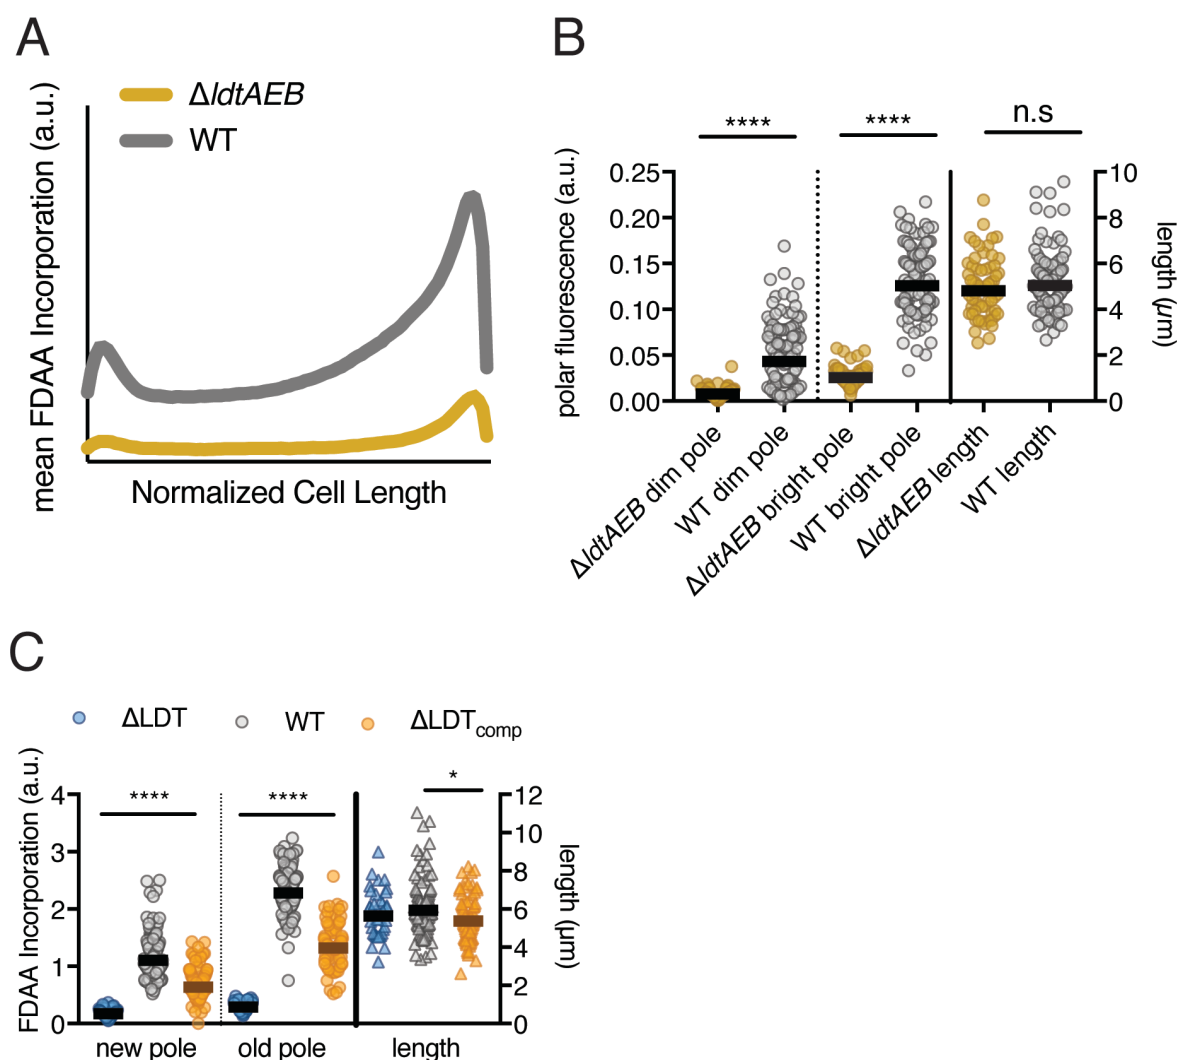 A
mean FDAA Incorporation (a.u.)
ΔldtAEB
WT
Normalized Cell Length
B
****
****
n.s
polar fluorescence (a.u.)
0.25
0.20
0.15
0.10
0.05
0.00
10
8
6
4
2
0
length (μm)
ΔldtAEB dim pole
WT dim pole
ΔldtAEB bright pole
WT bright pole
ΔldtAEB length
WT length
C
ΔLDT
WT
ΔLDTcomp
FDAA Incorporation (a.u.)
4
3
2
1
0
****
****
*
12
10
8
6
4
2
0
length (μm)
new pole
old pole
length